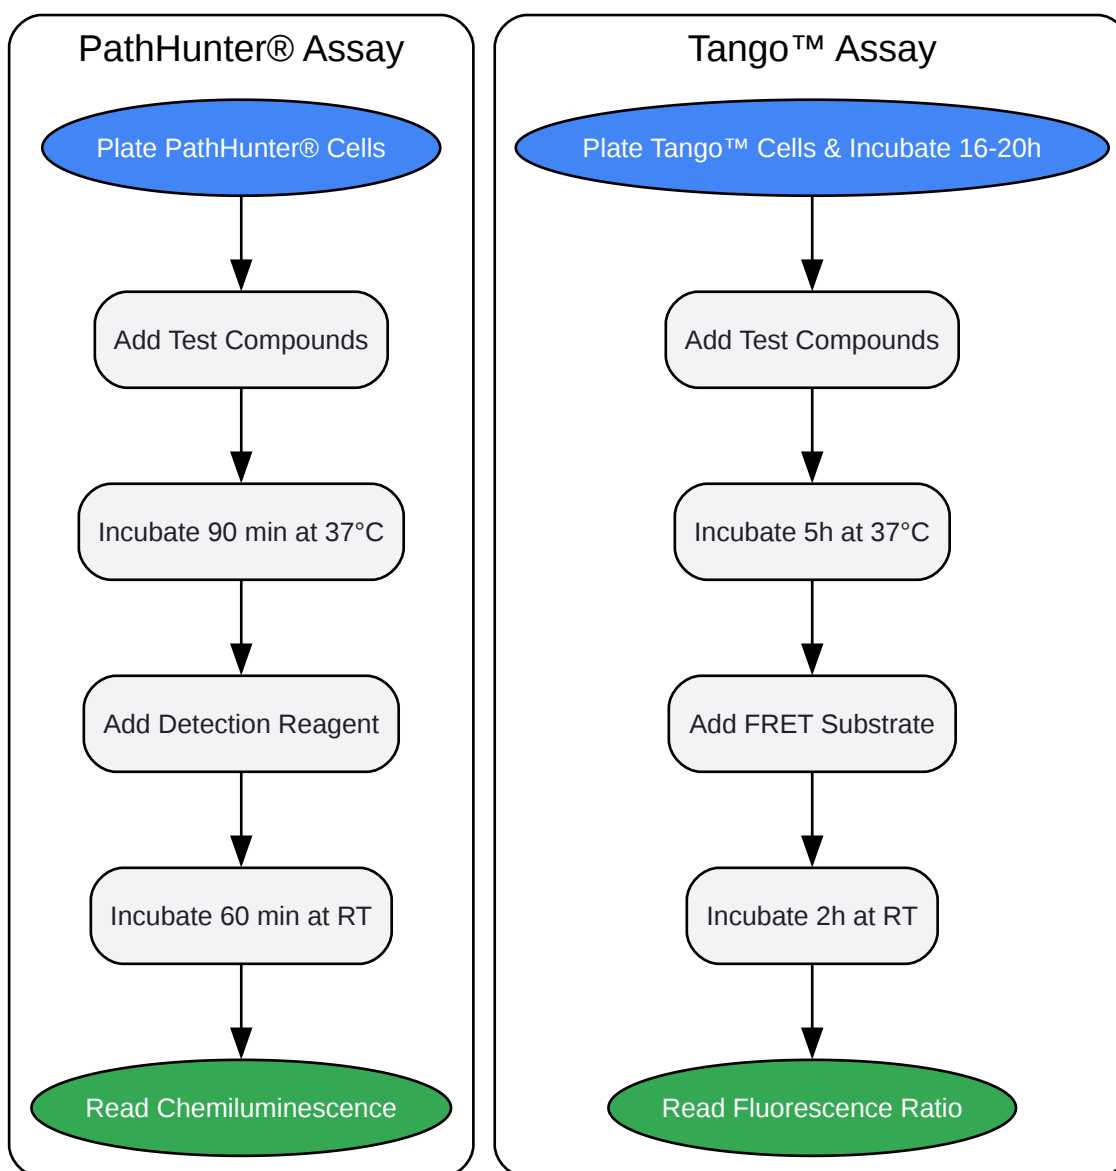 PathHunter® Assay
Plate PathHunter® Cells
Add Test Compounds
Incubate 90 min at 37°C
Add Detection Reagent
Incubate 60 min at RT
Read Chemiluminescence
Tango™ Assay
Plate Tango™ Cells & Incubate 16-20h
Add Test Compounds
Incubate 5h at 37°C
Add FRET Substrate
Incubate 2h at RT
Read Fluorescence Ratio